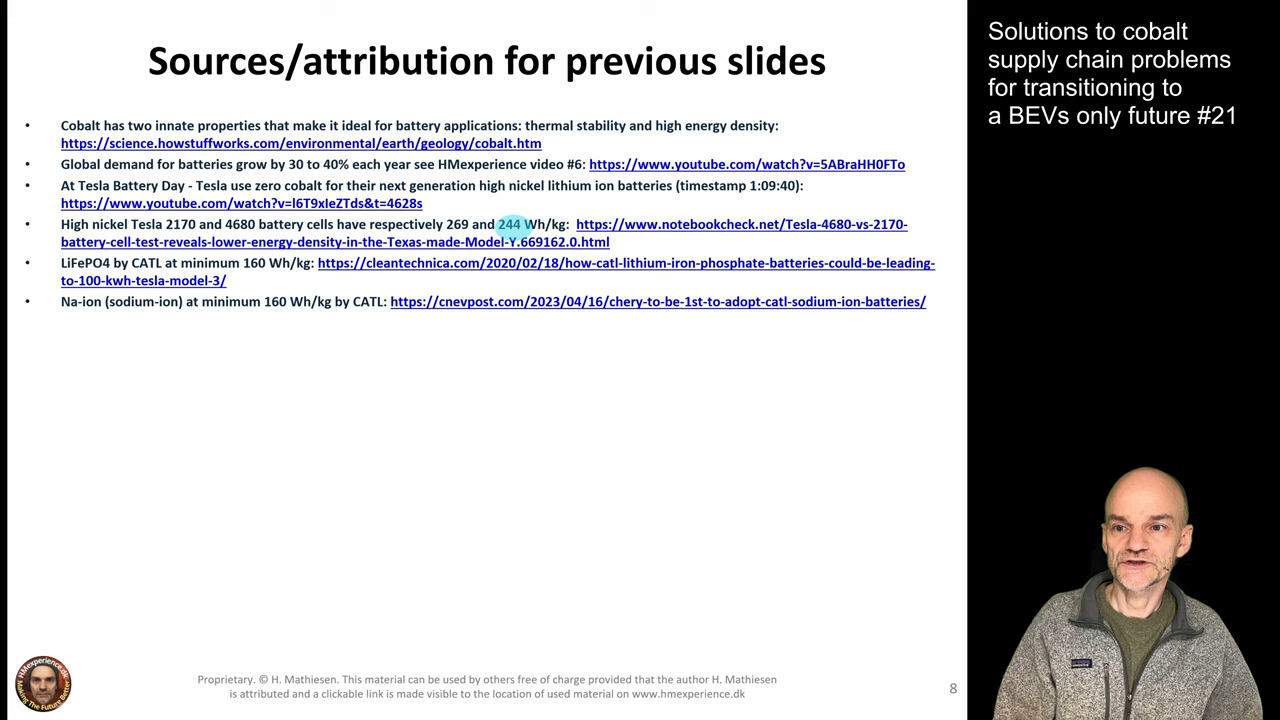 Sources/attribution for previous slides
Solutions to cobalt
supply chain problems
for transitioning to
a BEVs only future #21
• Cobalt has two innate properties that make it ideal for battery applications: thermal stability and high energy density:
https://science.howstuffworks.com/environmental/earth/geology/cobalt.htm
• Global demand for batteries grow by 30 to 40% each year see HMexperience video #6: https://www.youtube.com/watch?v=5ABraHH0FTo
• At Tesla Battery Day - Tesla use zero cobalt for their next generation high nickel lithium ion batteries (timestamp 1:09:40):
https://www.youtube.com/watch?v=l6T9xIeZTds&t=4628s
• High nickel Tesla 2170 and 4680 battery cells have respectively 269 and 244 Wh/kg: https://www.notebookcheck.net/Tesla-4680-vs-2170-
battery-cell-test-reveals-lower-energy-density-in-the-Texas-made-Model-Y.669162.0.html
• LiFePO4 by CATL at minimum 160 Wh/kg: https://cleantechnica.com/2020/02/18/how-catl-lithium-iron-phosphate-batteries-could-be-leading-
to-100-kwh-tesla-model-3/
• Na-ion (sodium-ion) at minimum 160 Wh/kg by CATL: https://cnevpost.com/2023/04/16/chery-to-be-1st-to-adopt-catl-sodium-ion-batteries/
HMexperience.dk
Making The Future Better
Proprietary. © H. Mathiesen. This material can be used by others free of charge provided that the author H. Mathiesen
is attributed and a clickable link is made visible to the location of used material on www.hmexperience.dk
8